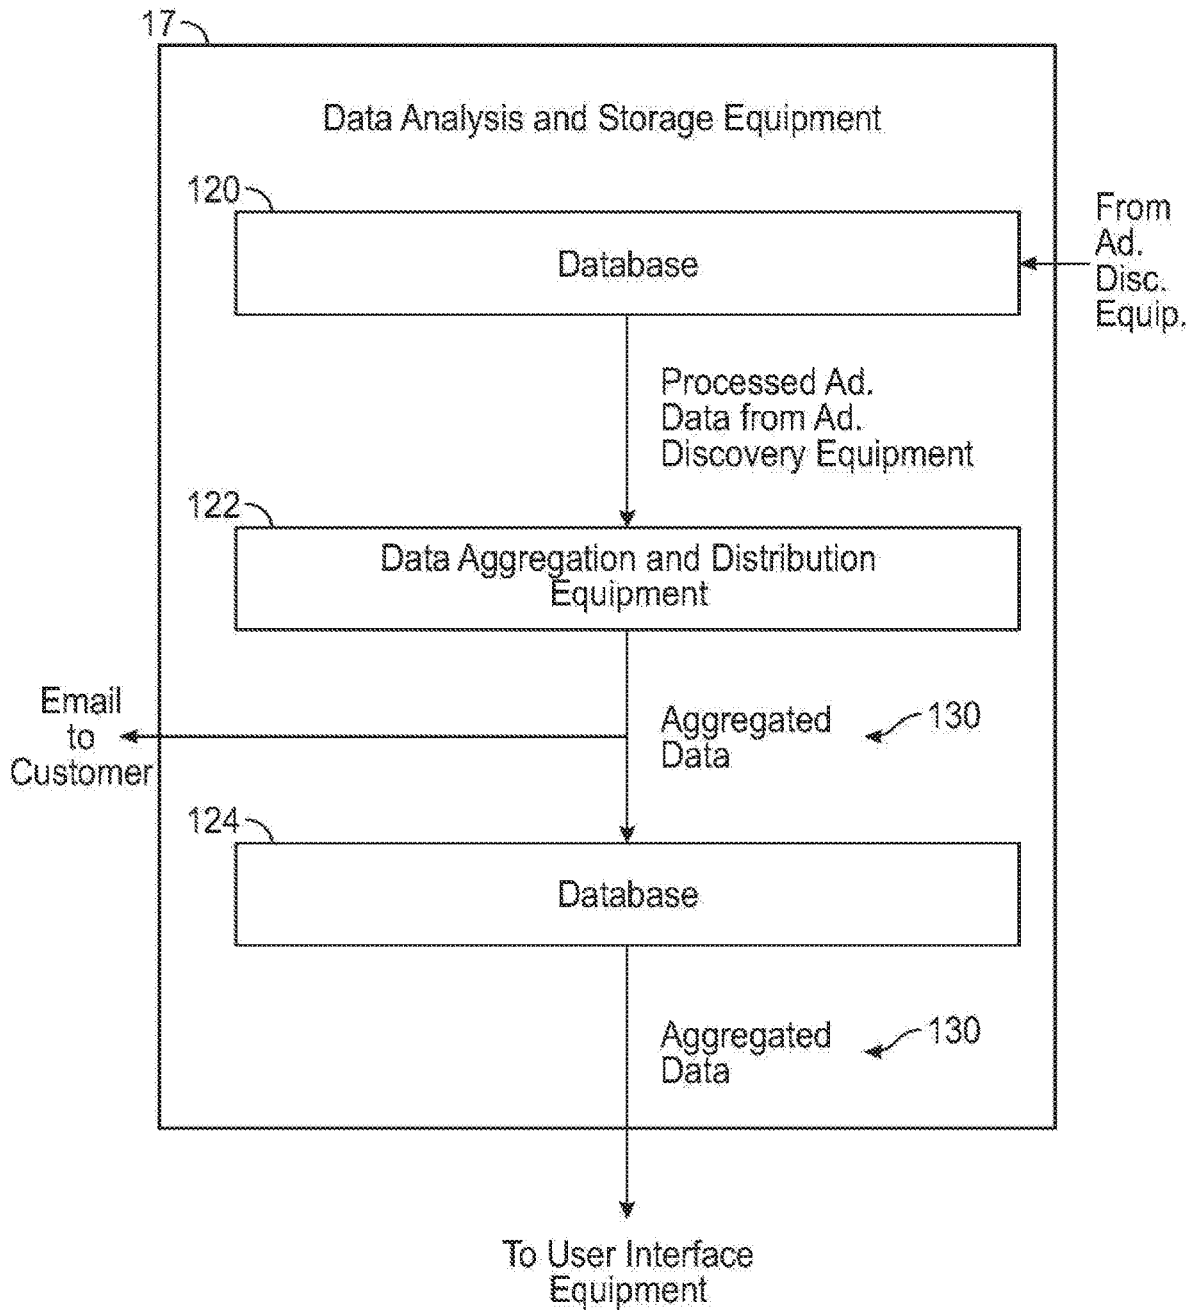 17
Data Analysis and Storage Equipment
120
Database
From
Ad.
Disc.
Equip.
Processed Ad.
Data from Ad.
Discovery Equipment
122
Data Aggregation and Distribution
Equipment
Email
to
Customer
Aggregated
Data
130
124
Database
Aggregated
Data
130
To User Interface
Equipment